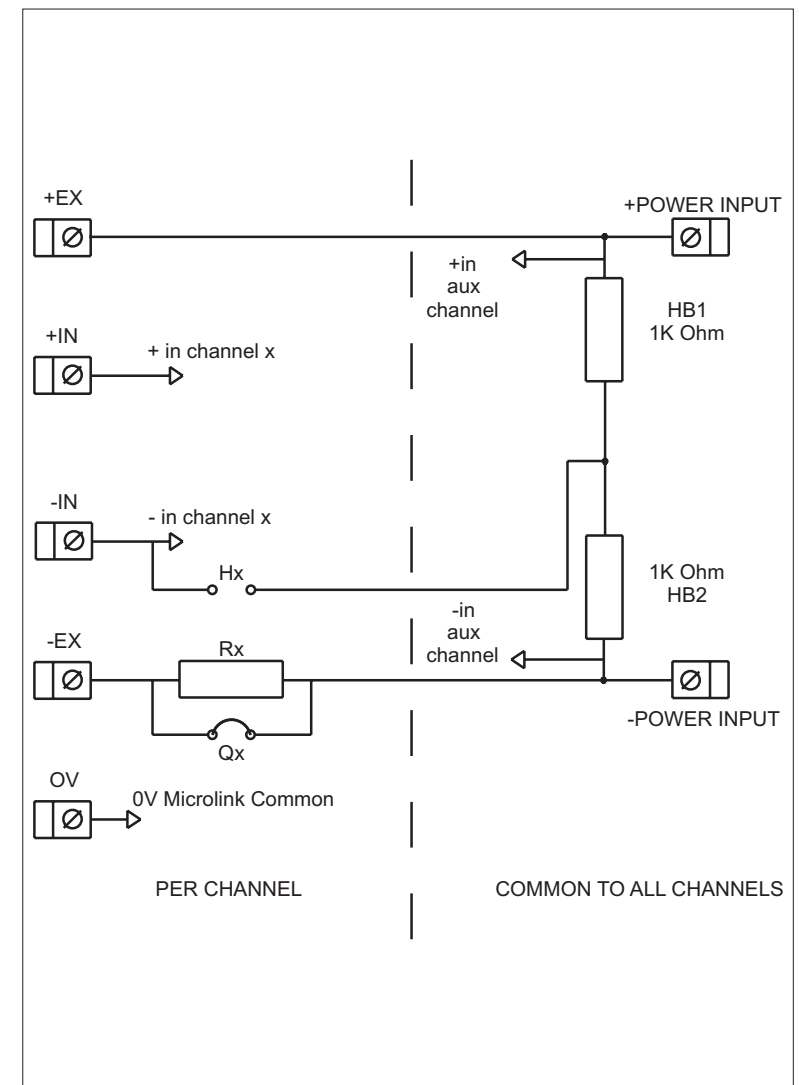 +EX
+POWER INPUT
+in
aux
channel
HB1
1K Ohm
+IN
+ in channel x
-IN
- in channel x
Hx
1K Ohm
HB2
-in
aux
channel
-EX
Rx
Qx
-POWER INPUT
OV
0V Microlink Common
PER CHANNEL
COMMON TO ALL CHANNELS